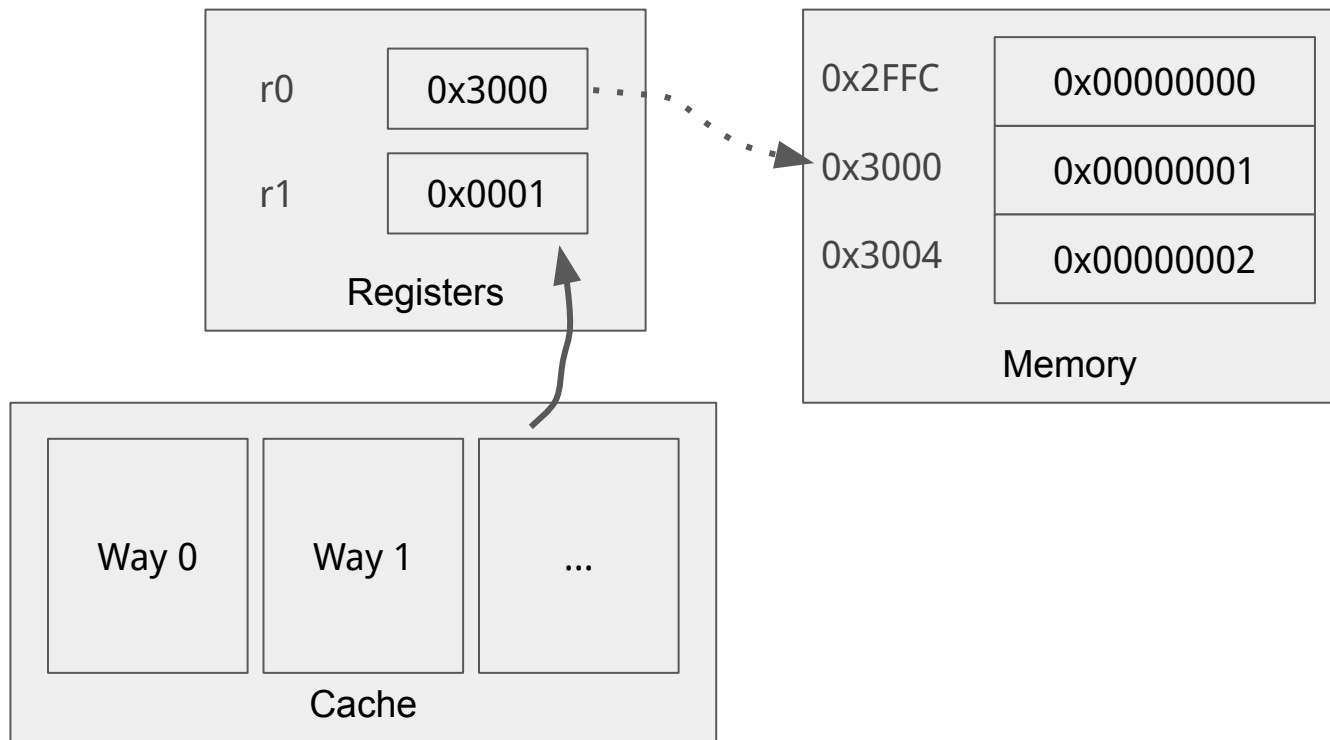 r0 0x3000
r1 0x0001
Registers
0x2FFC 0x00000000
0x3000 0x00000001
0x3004 0x00000002
Memory
Way 0 Way 1 ...
Cache